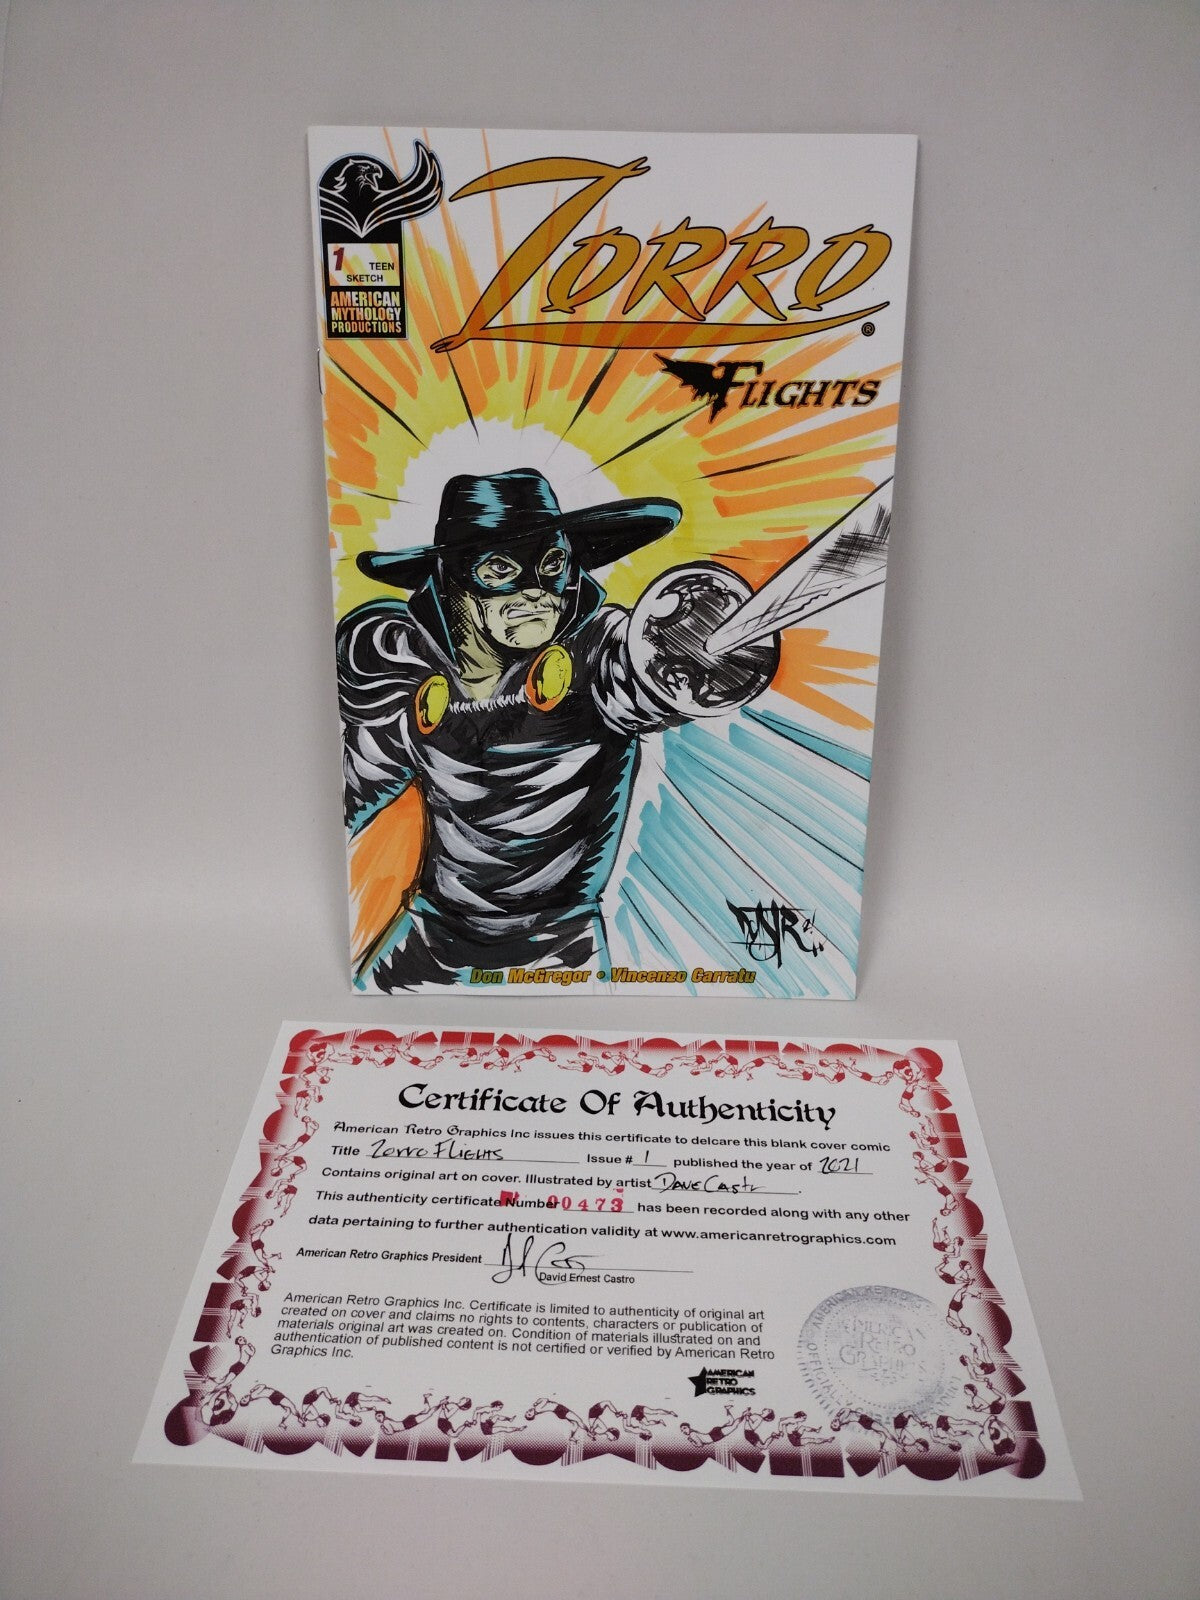 ZORRO®
FLIGHTS
1 TEEN
SKETCH
AMERICAN
MYTHOLOGY
PRODUCTIONS
DON McGregor • Vincenzo Carratu
Certificate Of Authenticity
American Retro Graphics Inc issues this certificate to delcare this blank cover comic
Title Zorro Flights Issue # 1 published the year of 2021
Contains original art on cover. Illustrated by artist Dave Castr.
This authenticity certificate Number 00473 has been recorded along with any other
data pertaining to further authentication validity at www.americanretrographics.com
American Retro Graphics President
David Ernest Castro
American Retro Graphics Inc. Certificate is limited to authenticity of original art
created on cover and claims no rights to contents, characters or publication of
materials original art was created on. Condition of materials illustrated on and
authentication of published content is not certified or verified by American Retro
Graphics Inc.
AMERICAN
RETRO
GRAPHICS
AMERICAN
RETRO
GRAPHICS